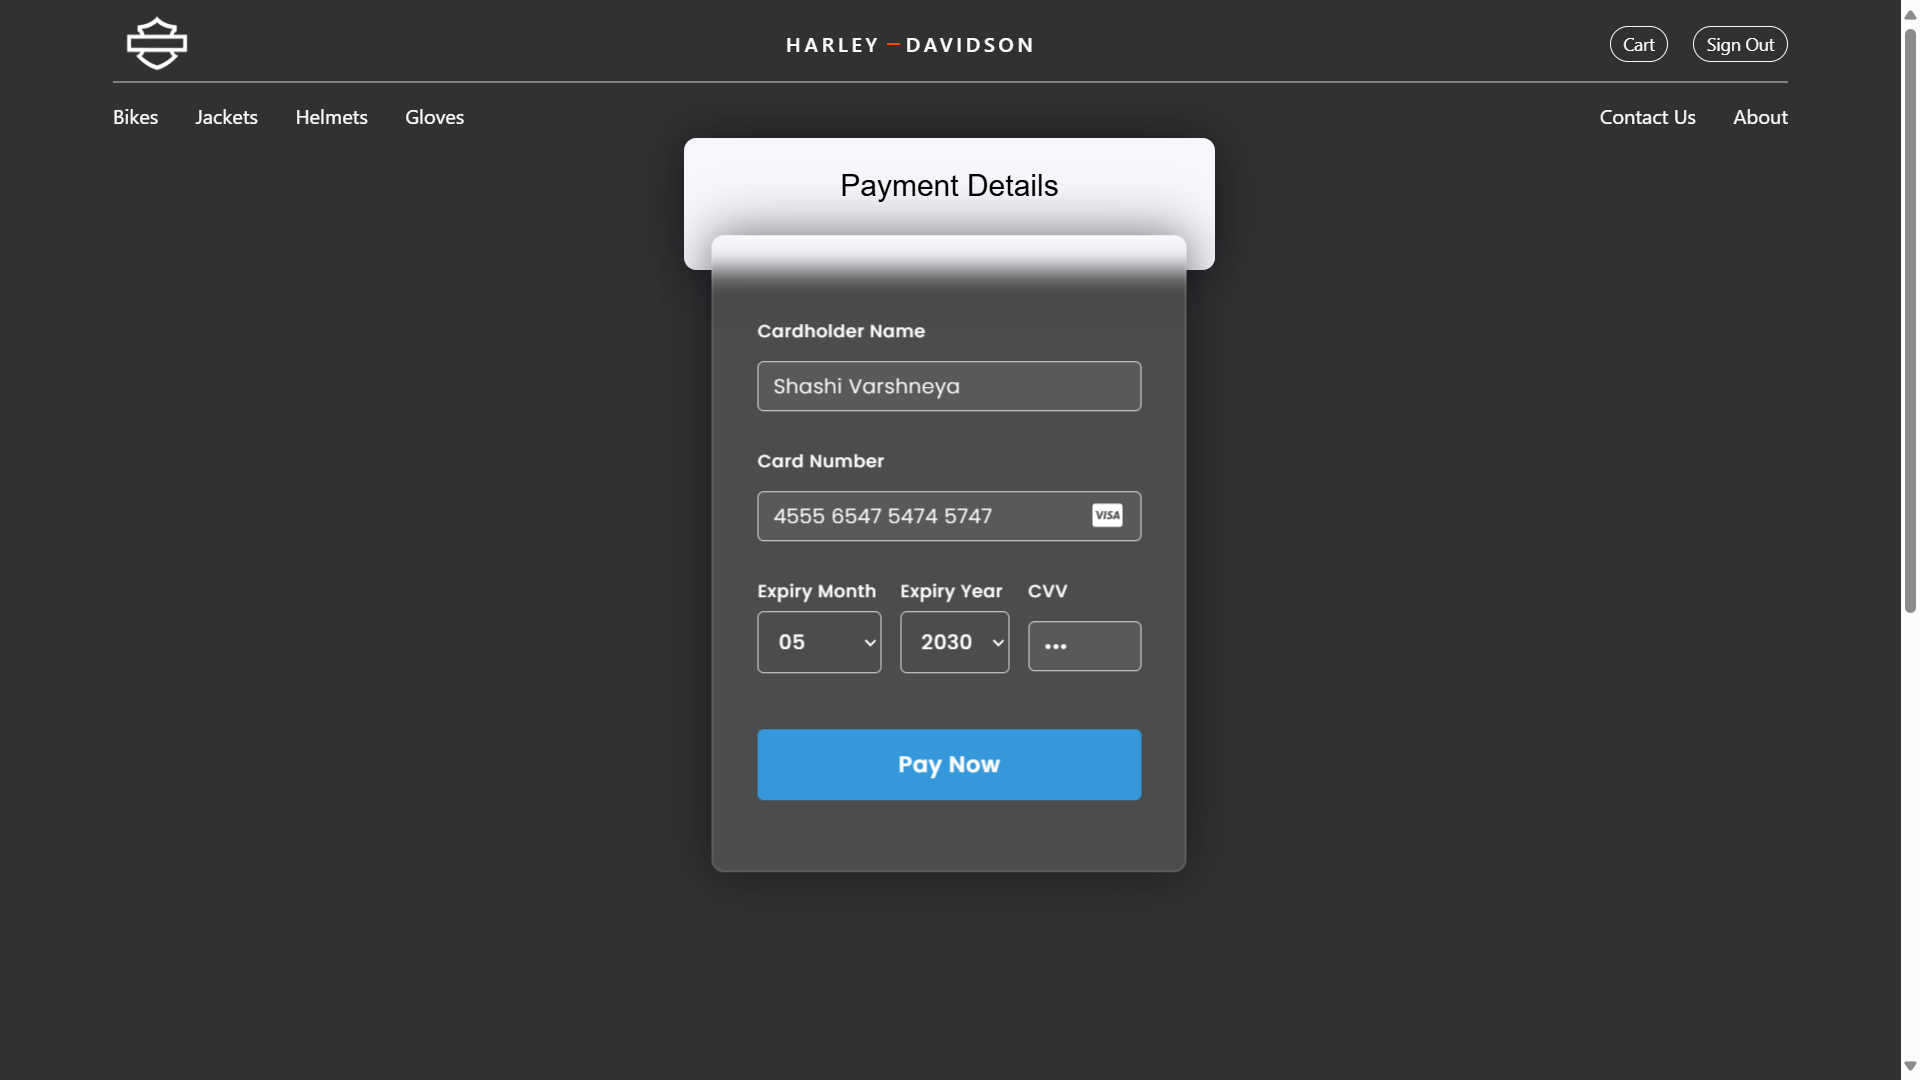 HARLEY – DAVIDSON
Cart
Sign Out
Bikes
Jackets
Helmets
Gloves
Contact Us
About
Payment Details
Cardholder Name
Shashi Varshneya
Card Number
4555 6547 5474 5747
VISA
Expiry Month
Expiry Year
CVV
05
2030
•••
Pay Now